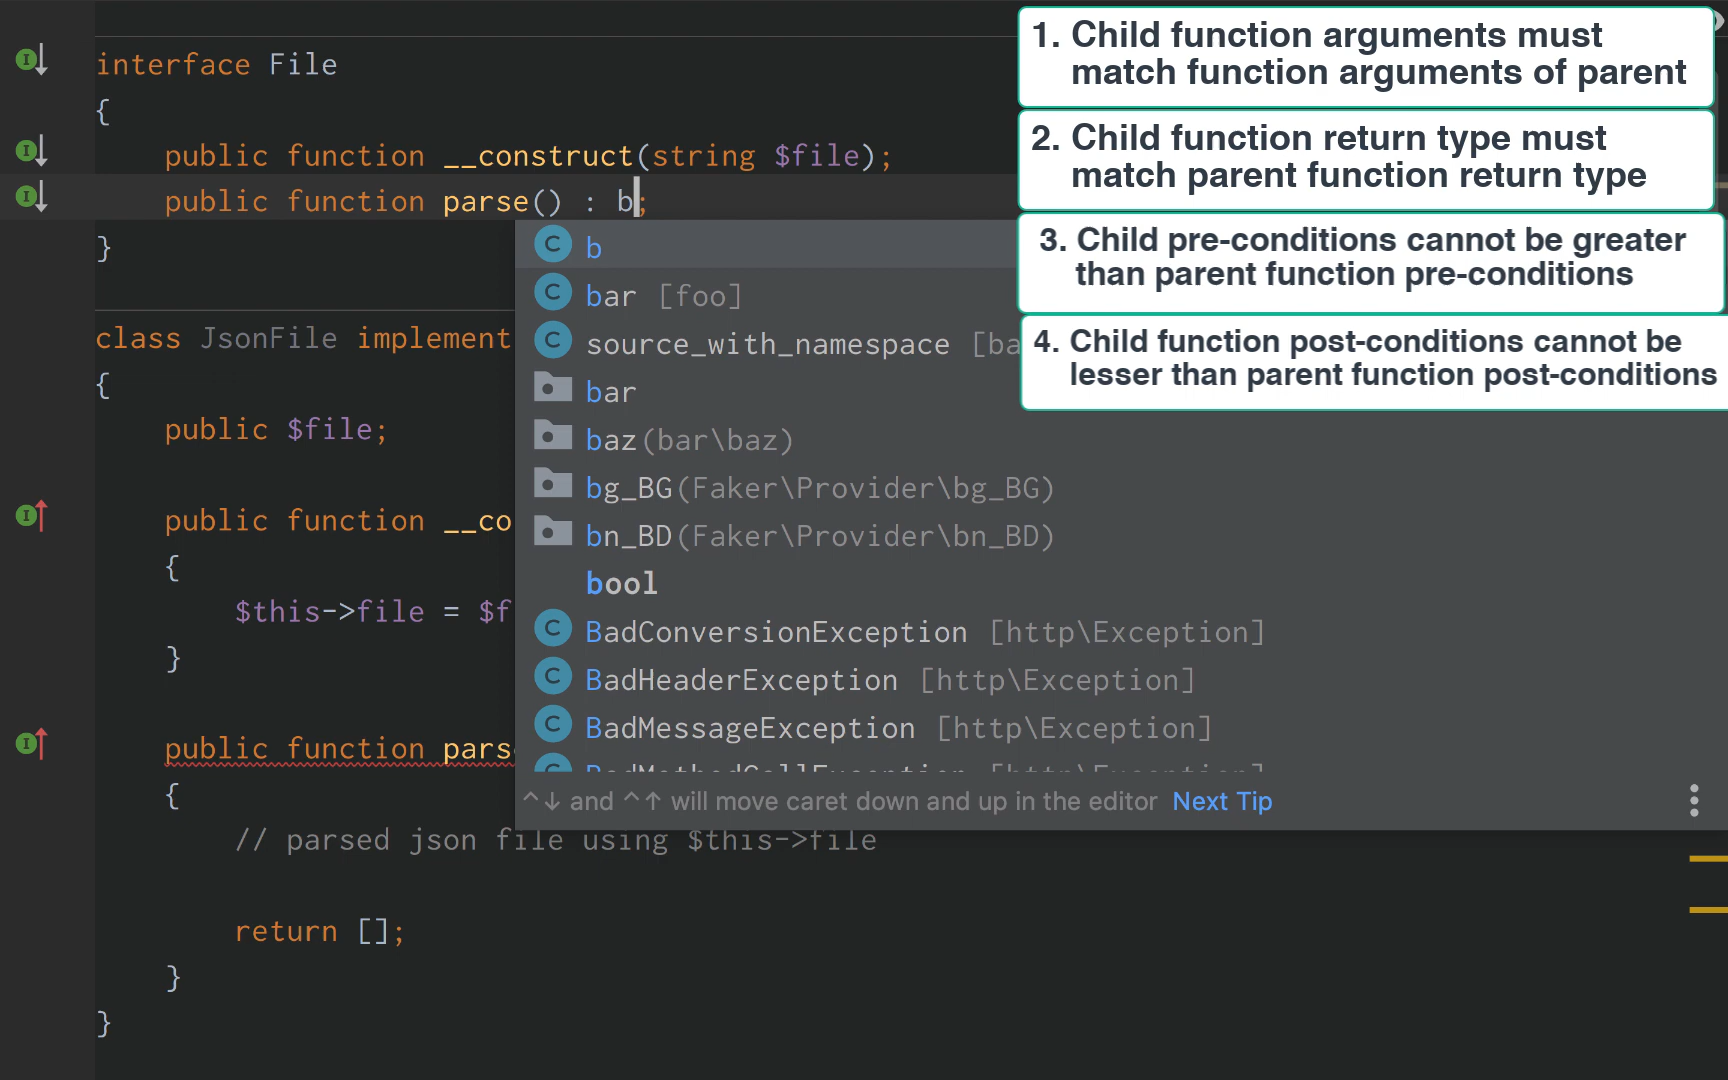 interface File
{
public function __construct(string $file);
public function parse() : b;
}
class JsonFile implement
{
public $file;
public function __co
{
$this->file = $f
}
public function pars
{
// parsed json file using $this->file
return [];
}
}
b
bar [foo]
source_with_namespace [ba
bar
baz(bar\baz)
bg_BG(Faker\Provider\bg_BG)
bn_BD(Faker\Provider\bn_BD)
bool
BadConversionException [http\Exception]
BadHeaderException [http\Exception]
BadMessageException [http\Exception]
BadMethodCallException [http\Exception]
^↓ and ^↑ will move caret down and up in the editor Next Tip
1. Child function arguments must
match function arguments of parent
2. Child function return type must
match parent function return type
3. Child pre-conditions cannot be greater
than parent function pre-conditions
4. Child function post-conditions cannot be
lesser than parent function post-conditions